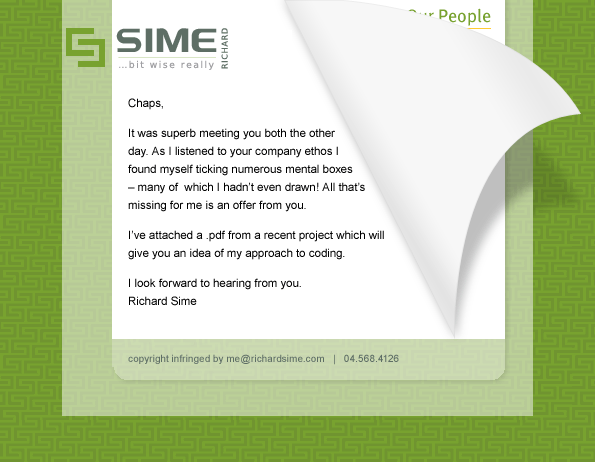 Our People
SIME
RICHARD
...bit wise really
Chaps,
It was superb meeting you both the other
day. As I listened to your company ethos I
found myself ticking numerous mental boxes
– many of  which I hadn't even drawn! All that's
missing for me is an offer from you.
I've attached a .pdf from a recent project which will
give you an idea of my approach to coding.
I look forward to hearing from you.
Richard Sime
copyright infringed by me@richardsime.com   |   04.568.4126